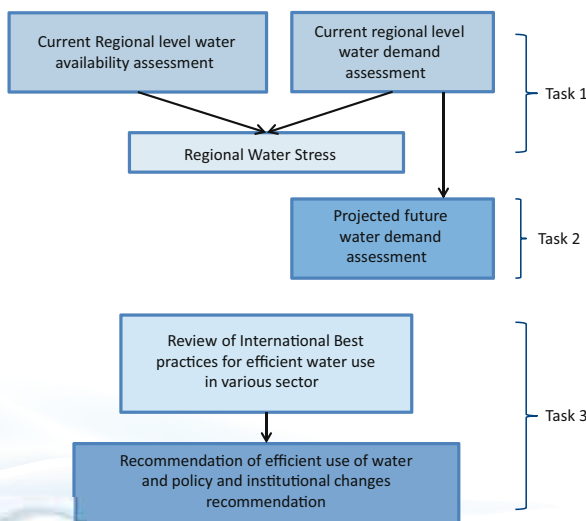 Current Regional level water
availability assessment
Current regional level
water demand
assessment
Task 1
Regional Water Stress
Projected future
water demand
assessment
Task 2
Review of International Best
practices for efficient water use
in various sector
Task 3
Recommendation of efficient use of water
and policy and institutional changes
recommendation